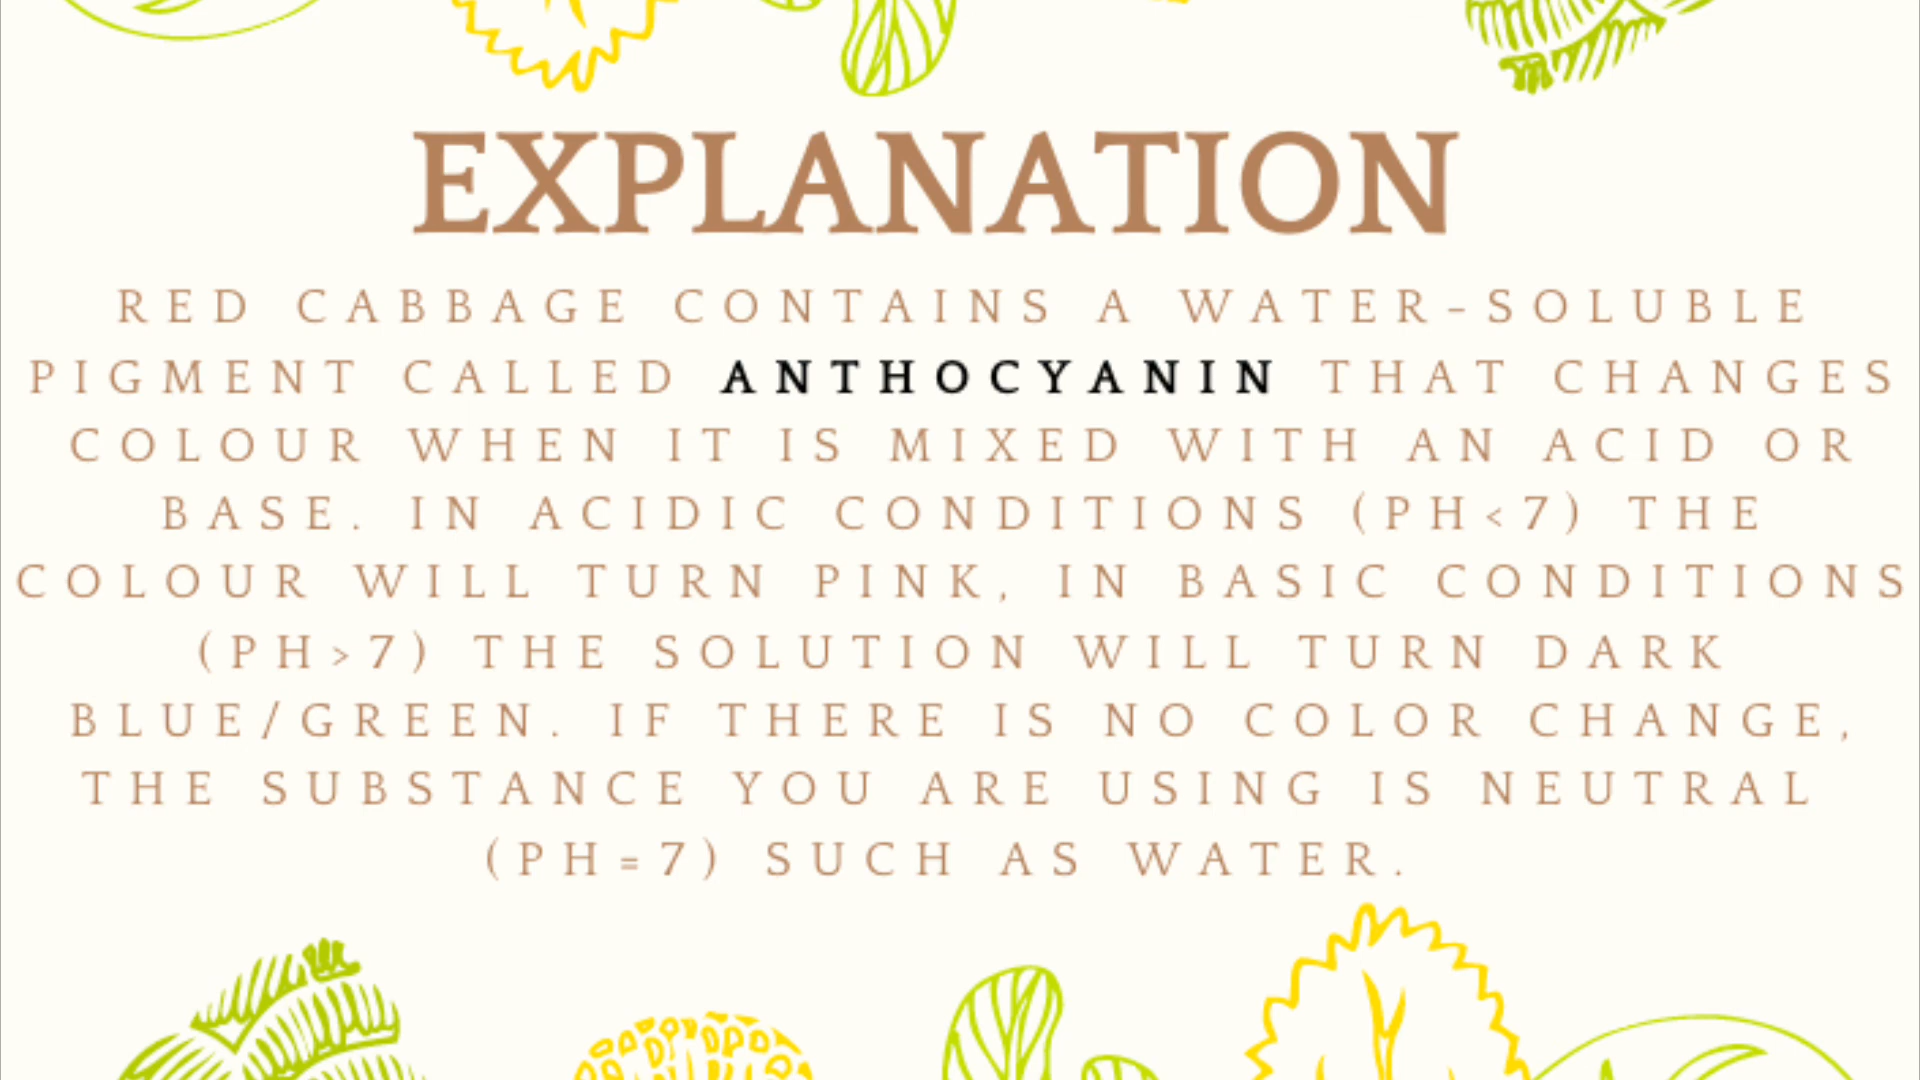 EXPLANATION
RED CABBAGE CONTAINS A WATER-SOLUBLE
PIGMENT CALLED ANTHOCYANIN THAT CHANGES
COLOUR WHEN IT IS MIXED WITH AN ACID OR
BASE. IN ACIDIC CONDITIONS (PH<7) THE
COLOUR WILL TURN PINK, IN BASIC CONDITIONS
(PH>7) THE SOLUTION WILL TURN DARK
BLUE/GREEN. IF THERE IS NO COLOR CHANGE,
THE SUBSTANCE YOU ARE USING IS NEUTRAL
(PH=7) SUCH AS WATER.